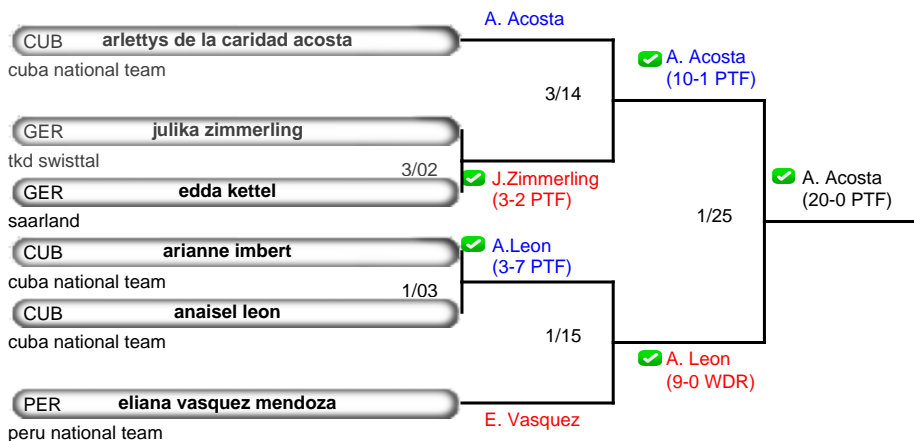 A. Acosta
CUB arlettys de la caridad acosta
cuba national team
A. Acosta
(10-1 PTF)
3/14
GER julika zimmerling
tkd swisttal
3/02
J.Zimmerling
(3-2 PTF)
GER edda kettel
saarland
A. Acosta
(20-0 PTF)
1/25
CUB arianne imbert
cuba national team
A.Leon
(3-7 PTF)
1/03
CUB anaisel leon
cuba national team
1/15
A. Leon
(9-0 WDR)
PER eliana vasquez mendoza
peru national team
E. Vasquez